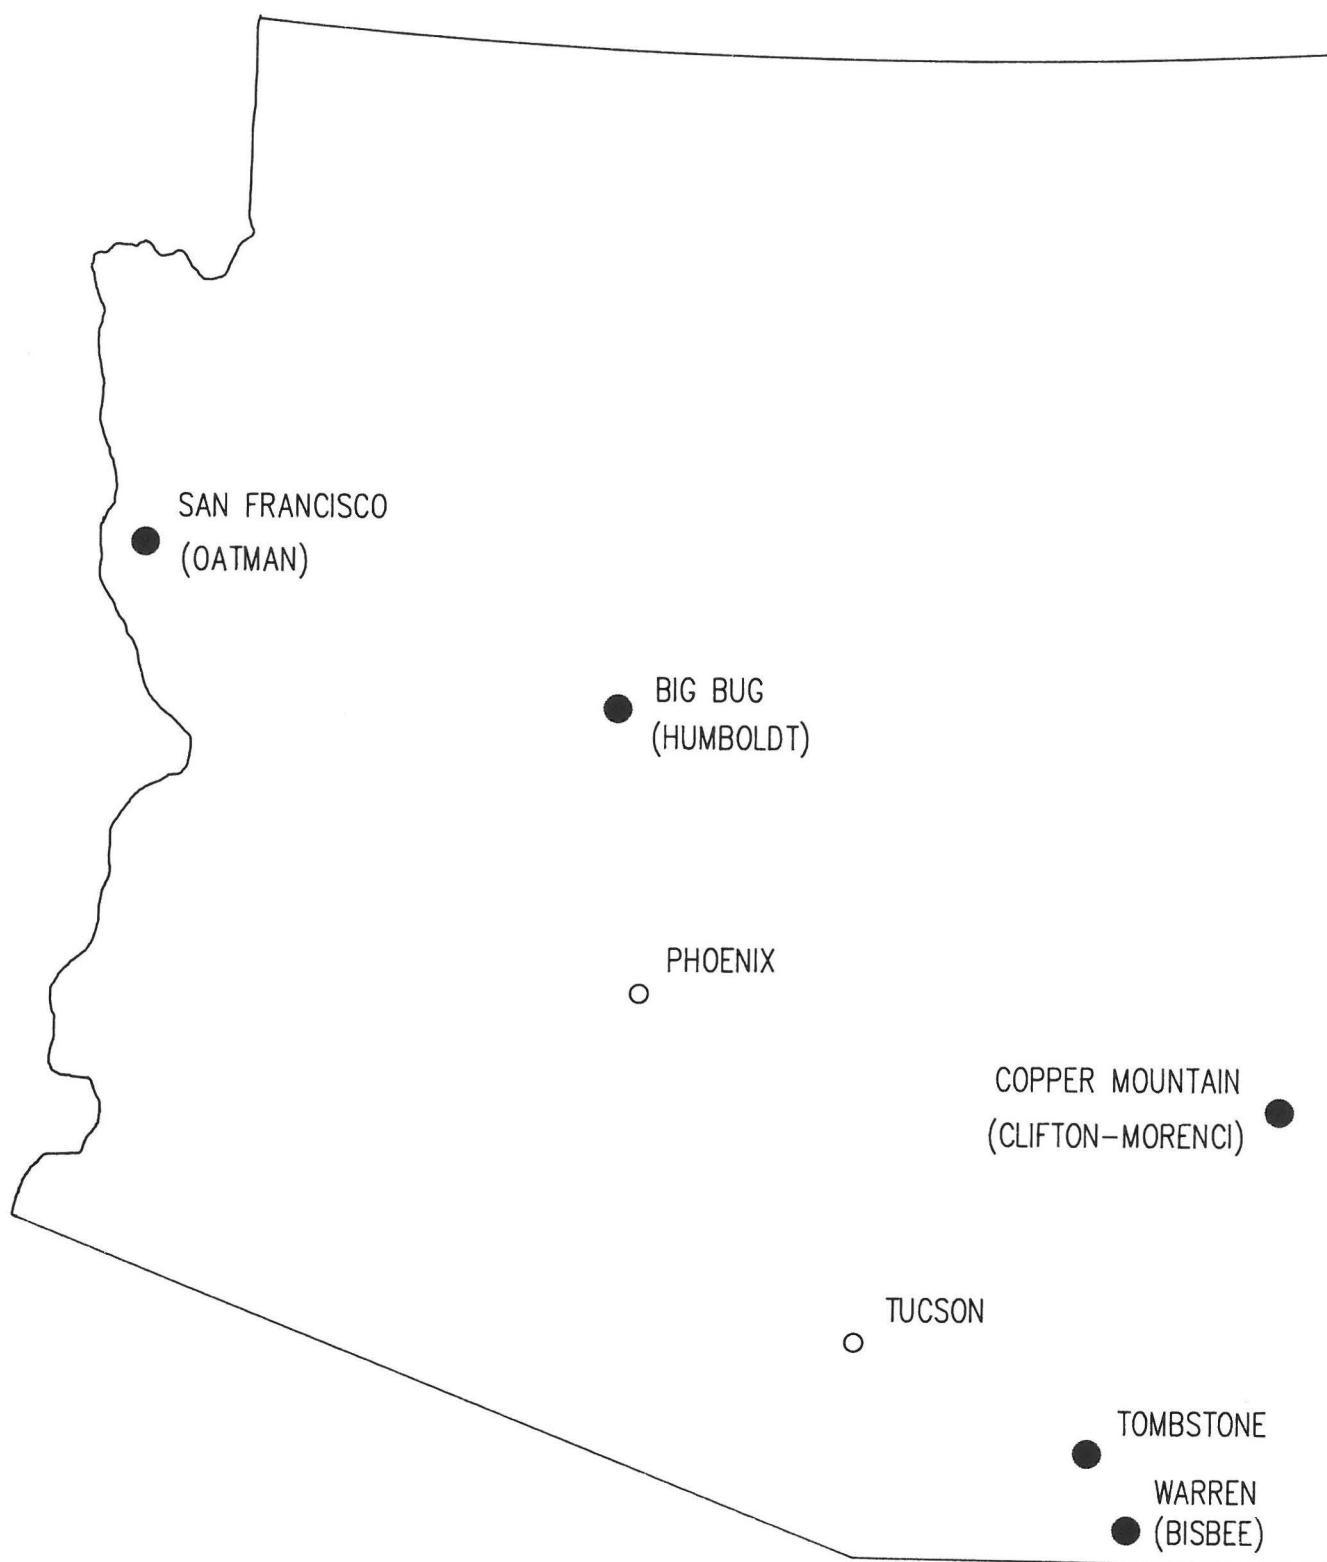 SAN FRANCISCO
(OATMAN)
BIG BUG
(HUMBOLDT)
PHOENIX
COPPER MOUNTAIN
(CLIFTON-MORENCI)
TUCSON
TOMBSTONE
WARREN
(BISBEE)